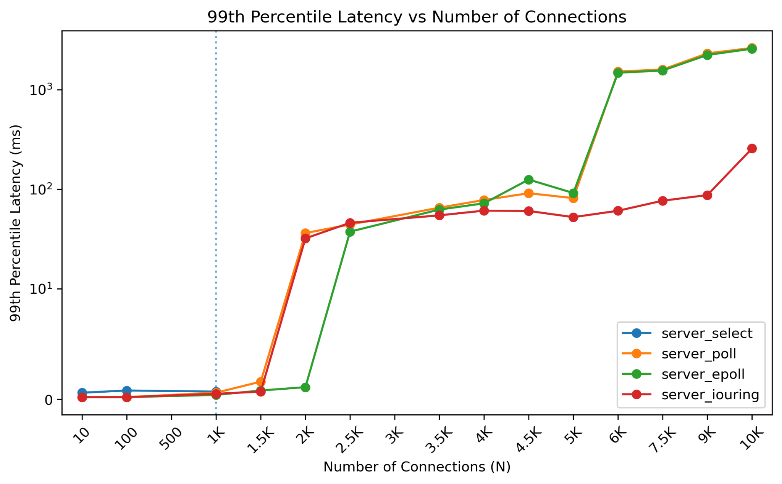 99th Percentile Latency vs Number of Connections
99th Percentile Latency (ms)
10³
10²
10¹
0
server_select
server_poll
server_epoll
server_iouring
10 100 500 1K 1.5K 2K 2.5K 3K 3.5K 4K 4.5K 5K 6K 7.5K 9K 10K
Number of Connections (N)